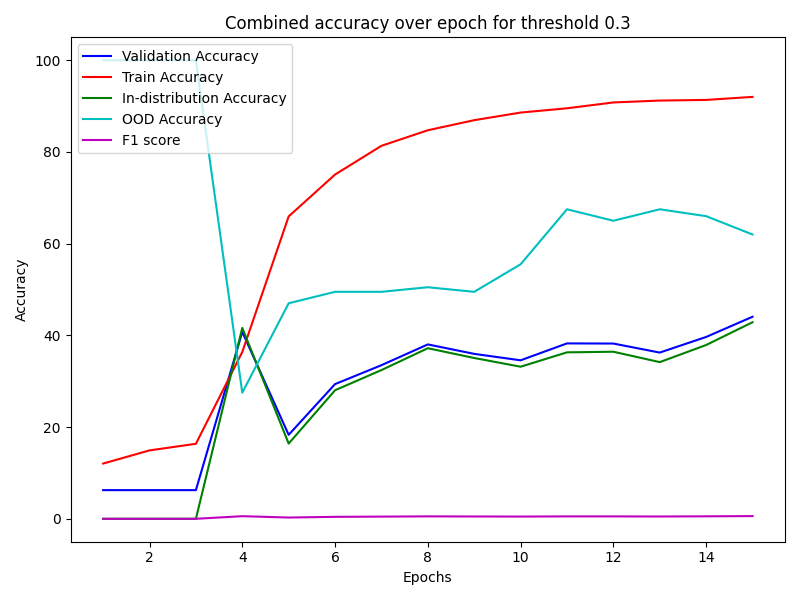 Combined accuracy over epoch for threshold 0.3
Validation Accuracy
Train Accuracy
In-distribution Accuracy
OOD Accuracy
F1 score
100
80
60
40
20
0
Accuracy
2 4 6 8 10 12 14
Epochs